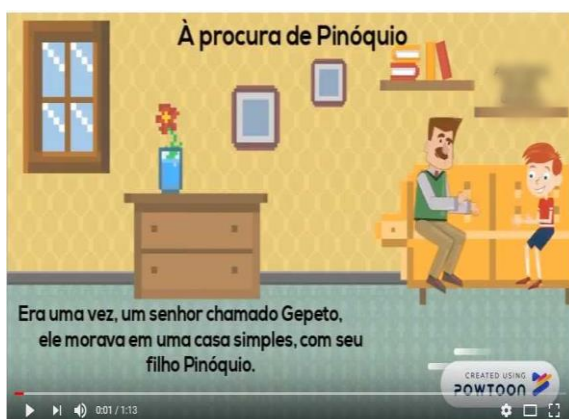 À procura de Pinóquio
Era uma vez, um senhor chamado Gepeto,
ele morava em uma casa simples, com seu
filho Pinóquio.
CREATED USING
POWTOON
0:01 / 1:13